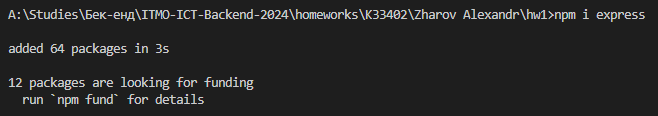 A:\Studies\Бек-енд\ITMO-ICT-Backend-2024\homeworks\K33402\Zharov Alexandr\hw1>npm i express
added 64 packages in 3s
12 packages are looking for funding
  run `npm fund` for details